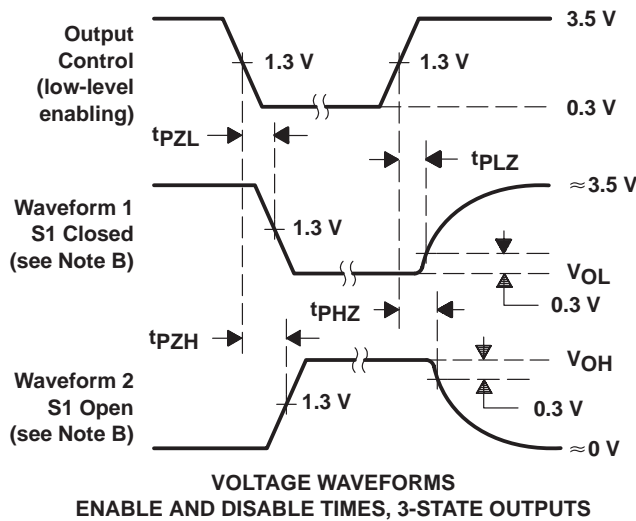 Output
Control
(low-level
enabling)
1.3 V
1.3 V
3.5 V
0.3 V
tPZL
tPLZ
Waveform 1
S1 Closed
(see Note B)
1.3 V
≈3.5 V
VOL
0.3 V
tPZH
tPHZ
Waveform 2
S1 Open
(see Note B)
1.3 V
VOH
0.3 V
≈0 V
VOLTAGE WAVEFORMS
ENABLE AND DISABLE TIMES, 3-STATE OUTPUTS